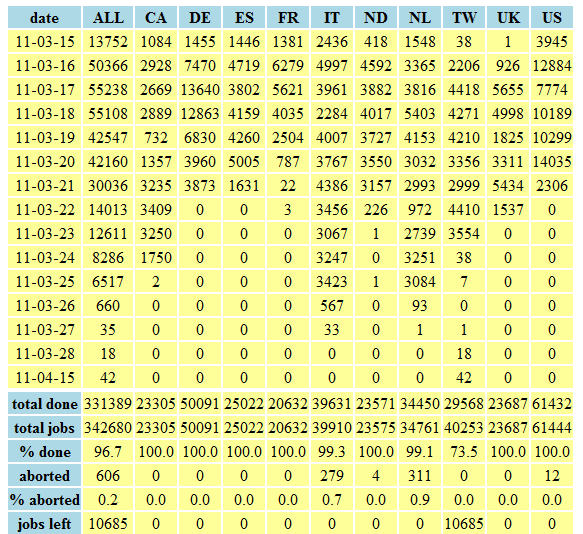 date ALL CA DE ES FR IT ND NL TW UK US
11-03-15 13752 1084 1455 1446 1381 2436 418 1548 38 1 3945
11-03-16 50366 2928 7470 4719 6279 4997 4592 3365 2206 926 12884
11-03-17 55238 2669 13640 3802 5621 3961 3882 3816 4418 5655 7774
11-03-18 55108 2889 12863 4159 4035 2284 4017 5403 4271 4998 10189
11-03-19 42547 732 6830 4260 2504 4007 3727 4153 4210 1825 10299
11-03-20 42160 1357 3960 5005 787 3767 3550 3032 3356 3311 14035
11-03-21 30036 3235 3873 1631 22 4386 3157 2993 2999 5434 2306
11-03-22 14013 3409 0 0 3 3456 226 972 4410 1537 0
11-03-23 12611 3250 0 0 0 3067 1 2739 3554 0 0
11-03-24 8286 1750 0 0 0 3247 0 3251 38 0 0
11-03-25 6517 2 0 0 0 3423 1 3084 7 0 0
11-03-26 660 0 0 0 0 567 0 93 0 0 0
11-03-27 35 0 0 0 0 33 0 1 1 0 0
11-03-28 18 0 0 0 0 0 0 0 18 0 0
11-04-15 42 0 0 0 0 0 0 0 42 0 0
total done 331389 23305 50091 25022 20632 39631 23571 34450 29568 23687 61432
total jobs 342680 23305 50091 25022 20632 39910 23575 34761 40253 23687 61444
% done 96.7 100.0 100.0 100.0 100.0 99.3 100.0 99.1 73.5 100.0 100.0
aborted 606 0 0 0 0 279 4 311 0 0 12
% aborted 0.2 0.0 0.0 0.0 0.0 0.7 0.0 0.9 0.0 0.0 0.0
jobs left 10685 0 0 0 0 0 0 0 10685 0 0